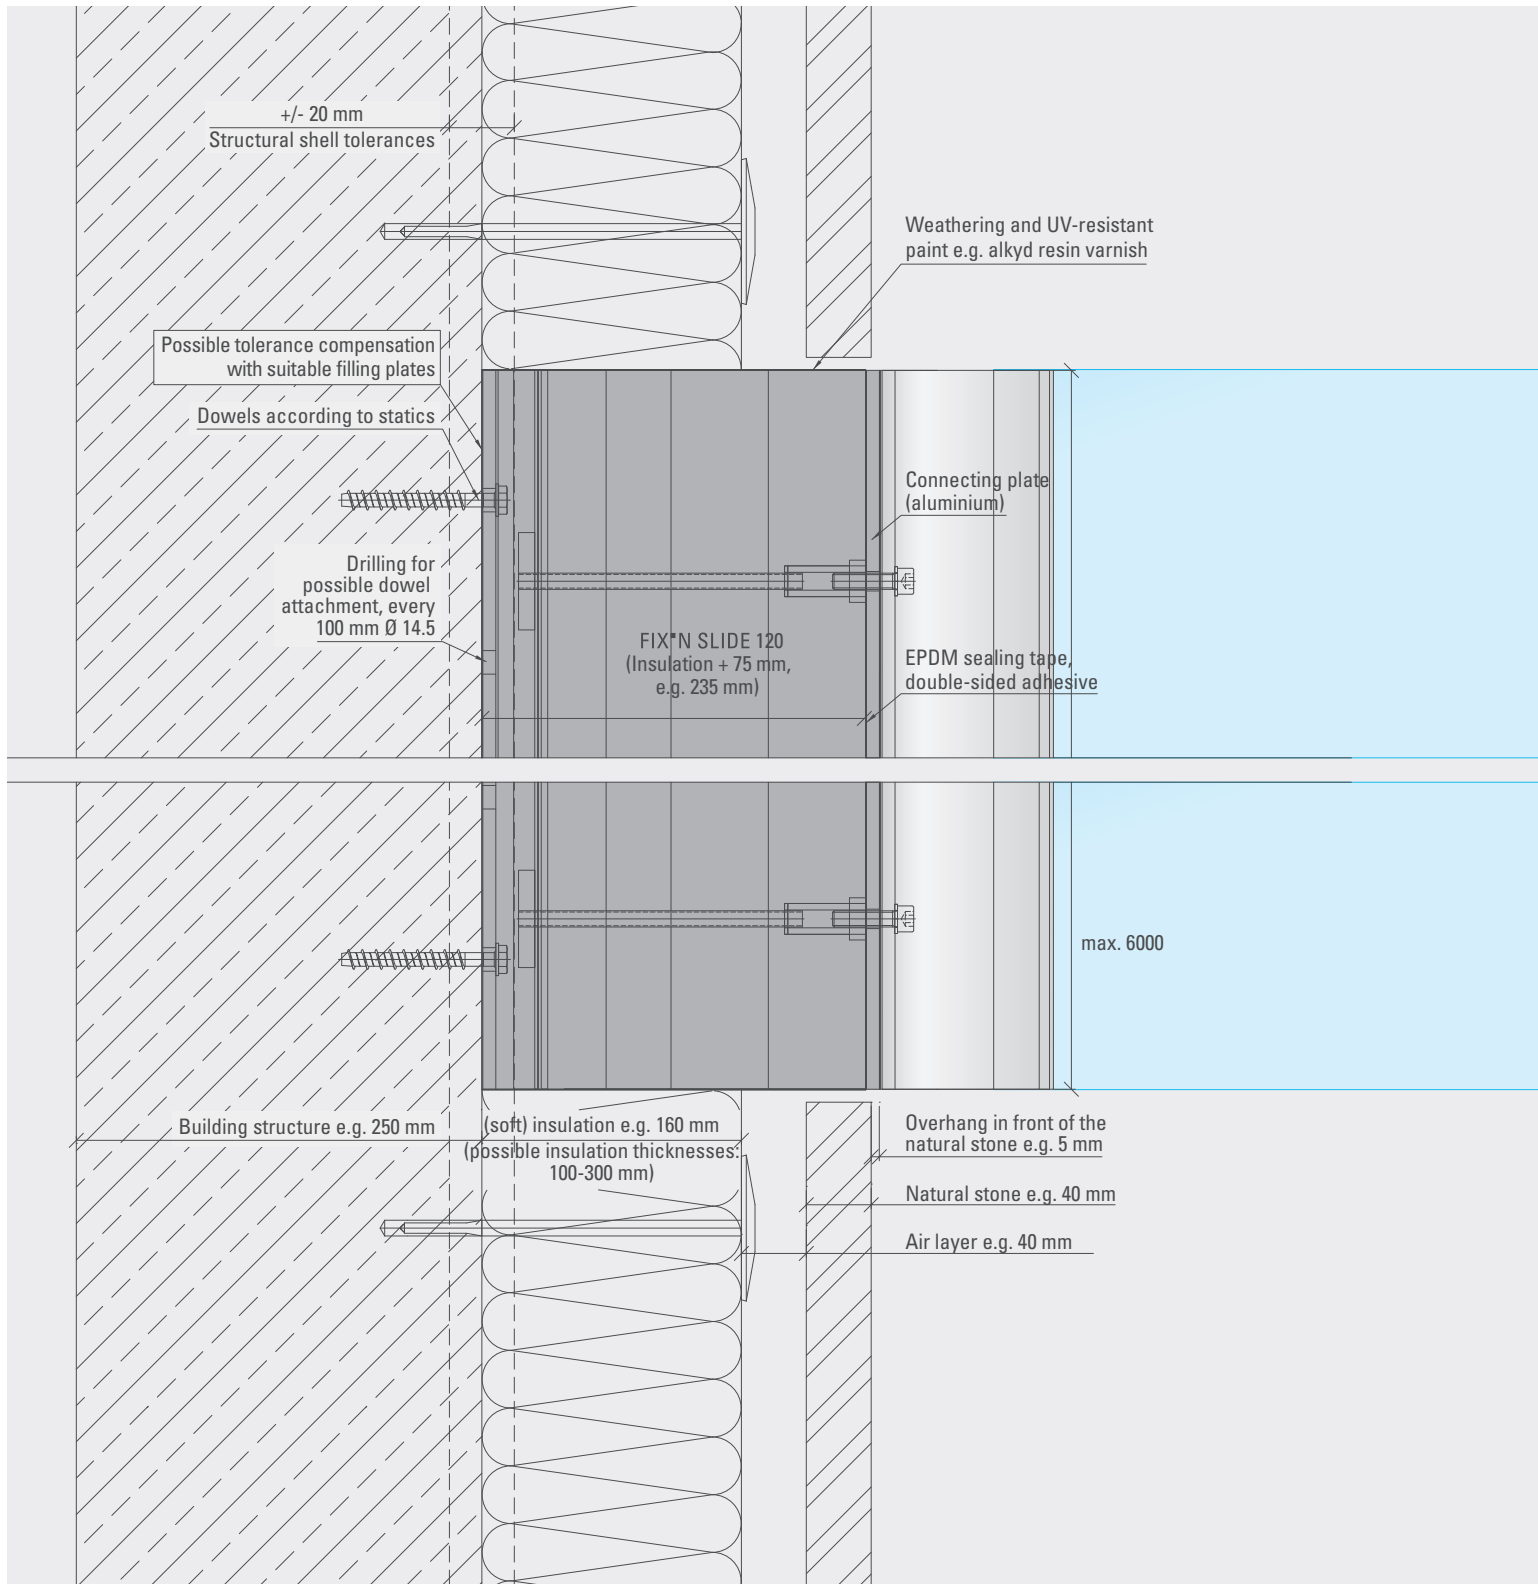 +/- 20 mm
Structural shell tolerances
Weathering and UV-resistant
paint e.g. alkyd resin varnish
Possible tolerance compensation
with suitable filling plates
Dowels according to statics
Connecting plate
(aluminium)
Drilling for
possible dowel
attachment, every
100 mm Ø 14.5
FIX"N SLIDE 120
(Insulation + 75 mm,
e.g. 235 mm)
EPDM sealing tape,
double-sided adhesive
max. 6000
Building structure e.g. 250 mm
(soft) insulation e.g. 160 mm
(possible insulation thicknesses:
100-300 mm)
Overhang in front of the
natural stone e.g. 5 mm
Natural stone e.g. 40 mm
Air layer e.g. 40 mm